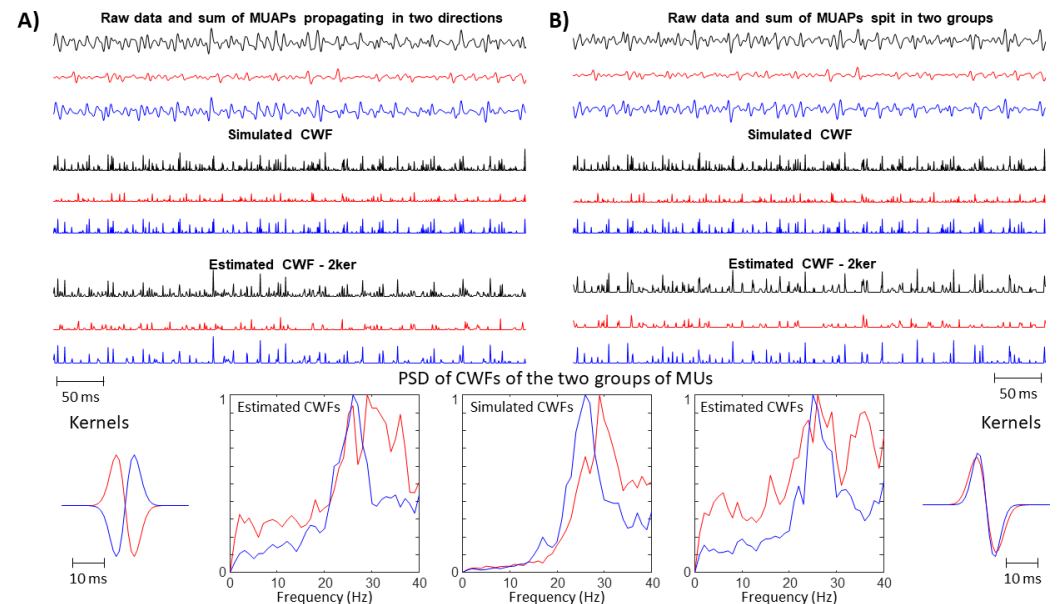 A)
Raw data and sum of MUAPs propagating in two directions
Simulated CWF
Estimated CWF - 2ker
50 ms
B)
Raw data and sum of MUAPs spit in two groups
Simulated CWF
Estimated CWF - 2ker
50 ms
PSD of CWFs of the two groups of MUs
Kernels
10 ms
Estimated CWFs
1
0
0 10 20 30 40
Frequency (Hz)
Simulated CWFs
1
0
0 10 20 30 40
Frequency (Hz)
Estimated CWFs
1
0
0 10 20 30 40
Frequency (Hz)
Kernels
10 ms